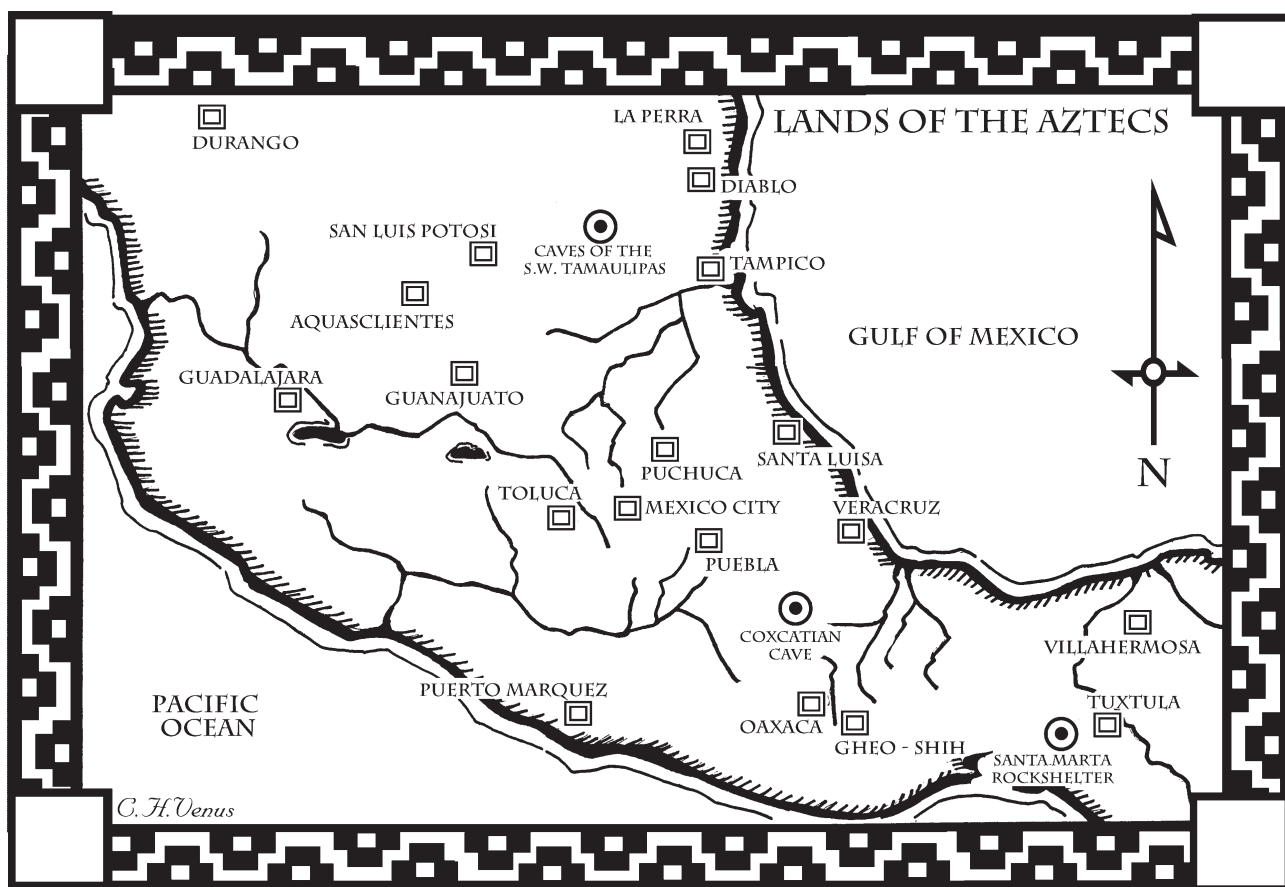 LANDS OF THE AZTECS
LA PERRA
DURANGO
DIABLO
SAN LUIS POTOSI
CAVES OF THE
S.W. TAMAULIPAS
TAMPICO
AQUASCLIENTES
GULF OF MEXICO
GUADALAJARA
GUANAJUATO
SANTA LUISA
PUCHUCA
N
TOLUCA
MEXICO CITY
VERACRUZ
PUEBLA
COXCATIAN
CAVE
VILLAHERMOSA
PUERTO MARQUEZ
PACIFIC
OCEAN
TUXTULA
OAXACA
GHEO - SHIH
SANTA MARTA
ROCKSHELTER
C.H.Venus